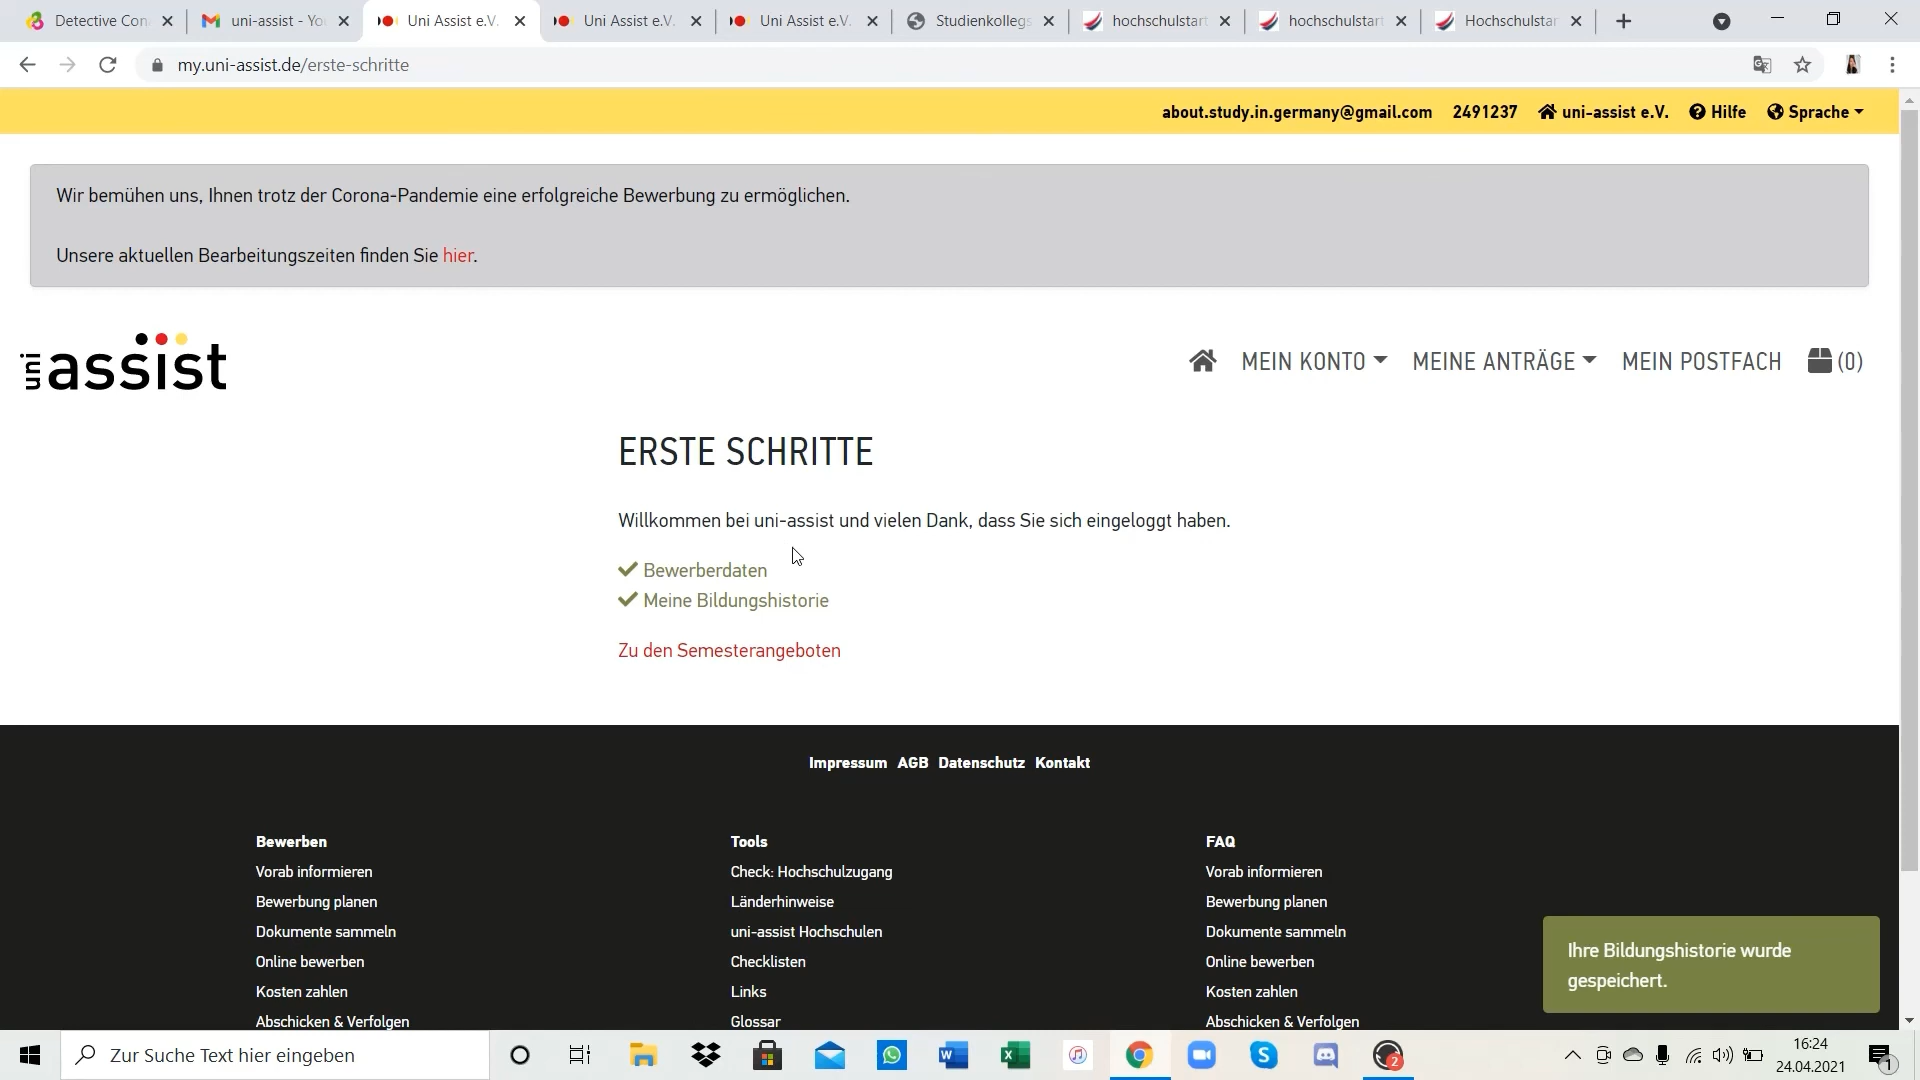 Detective Con
uni-assist - Yo
Uni Assist e.V.
Uni Assist e.V.
Uni Assist e.V.
Studienkollegs
hochschulstart
hochschulstart
Hochschulstar
my.uni-assist.de/erste-schritte
about.study.in.germany@gmail.com 2491237 uni-assist e.V. Hilfe Sprache
Wir bemühen uns, Ihnen trotz der Corona-Pandemie eine erfolgreiche Bewerbung zu ermöglichen.
Unsere aktuellen Bearbeitungszeiten finden Sie hier.
uni assist
MEIN KONTO MEINE ANTRÄGE MEIN POSTFACH (0)
ERSTE SCHRITTE
Willkommen bei uni-assist und vielen Dank, dass Sie sich eingeloggt haben.
Bewerberdaten
Meine Bildungshistorie
Zu den Semesterangeboten
Impressum AGB Datenschutz Kontakt
Bewerben
Vorab informieren
Bewerbung planen
Dokumente sammeln
Online bewerben
Kosten zahlen
Abschicken & Verfolgen
Tools
Check: Hochschulzugang
Länderhinweise
uni-assist Hochschulen
Checklisten
Links
Glossar
FAQ
Vorab informieren
Bewerbung planen
Dokumente sammeln
Online bewerben
Kosten zahlen
Abschicken & Verfolgen
Ihre Bildungshistorie wurde
gespeichert.
Zur Suche Text hier eingeben
2
16:24
24.04.2021
1